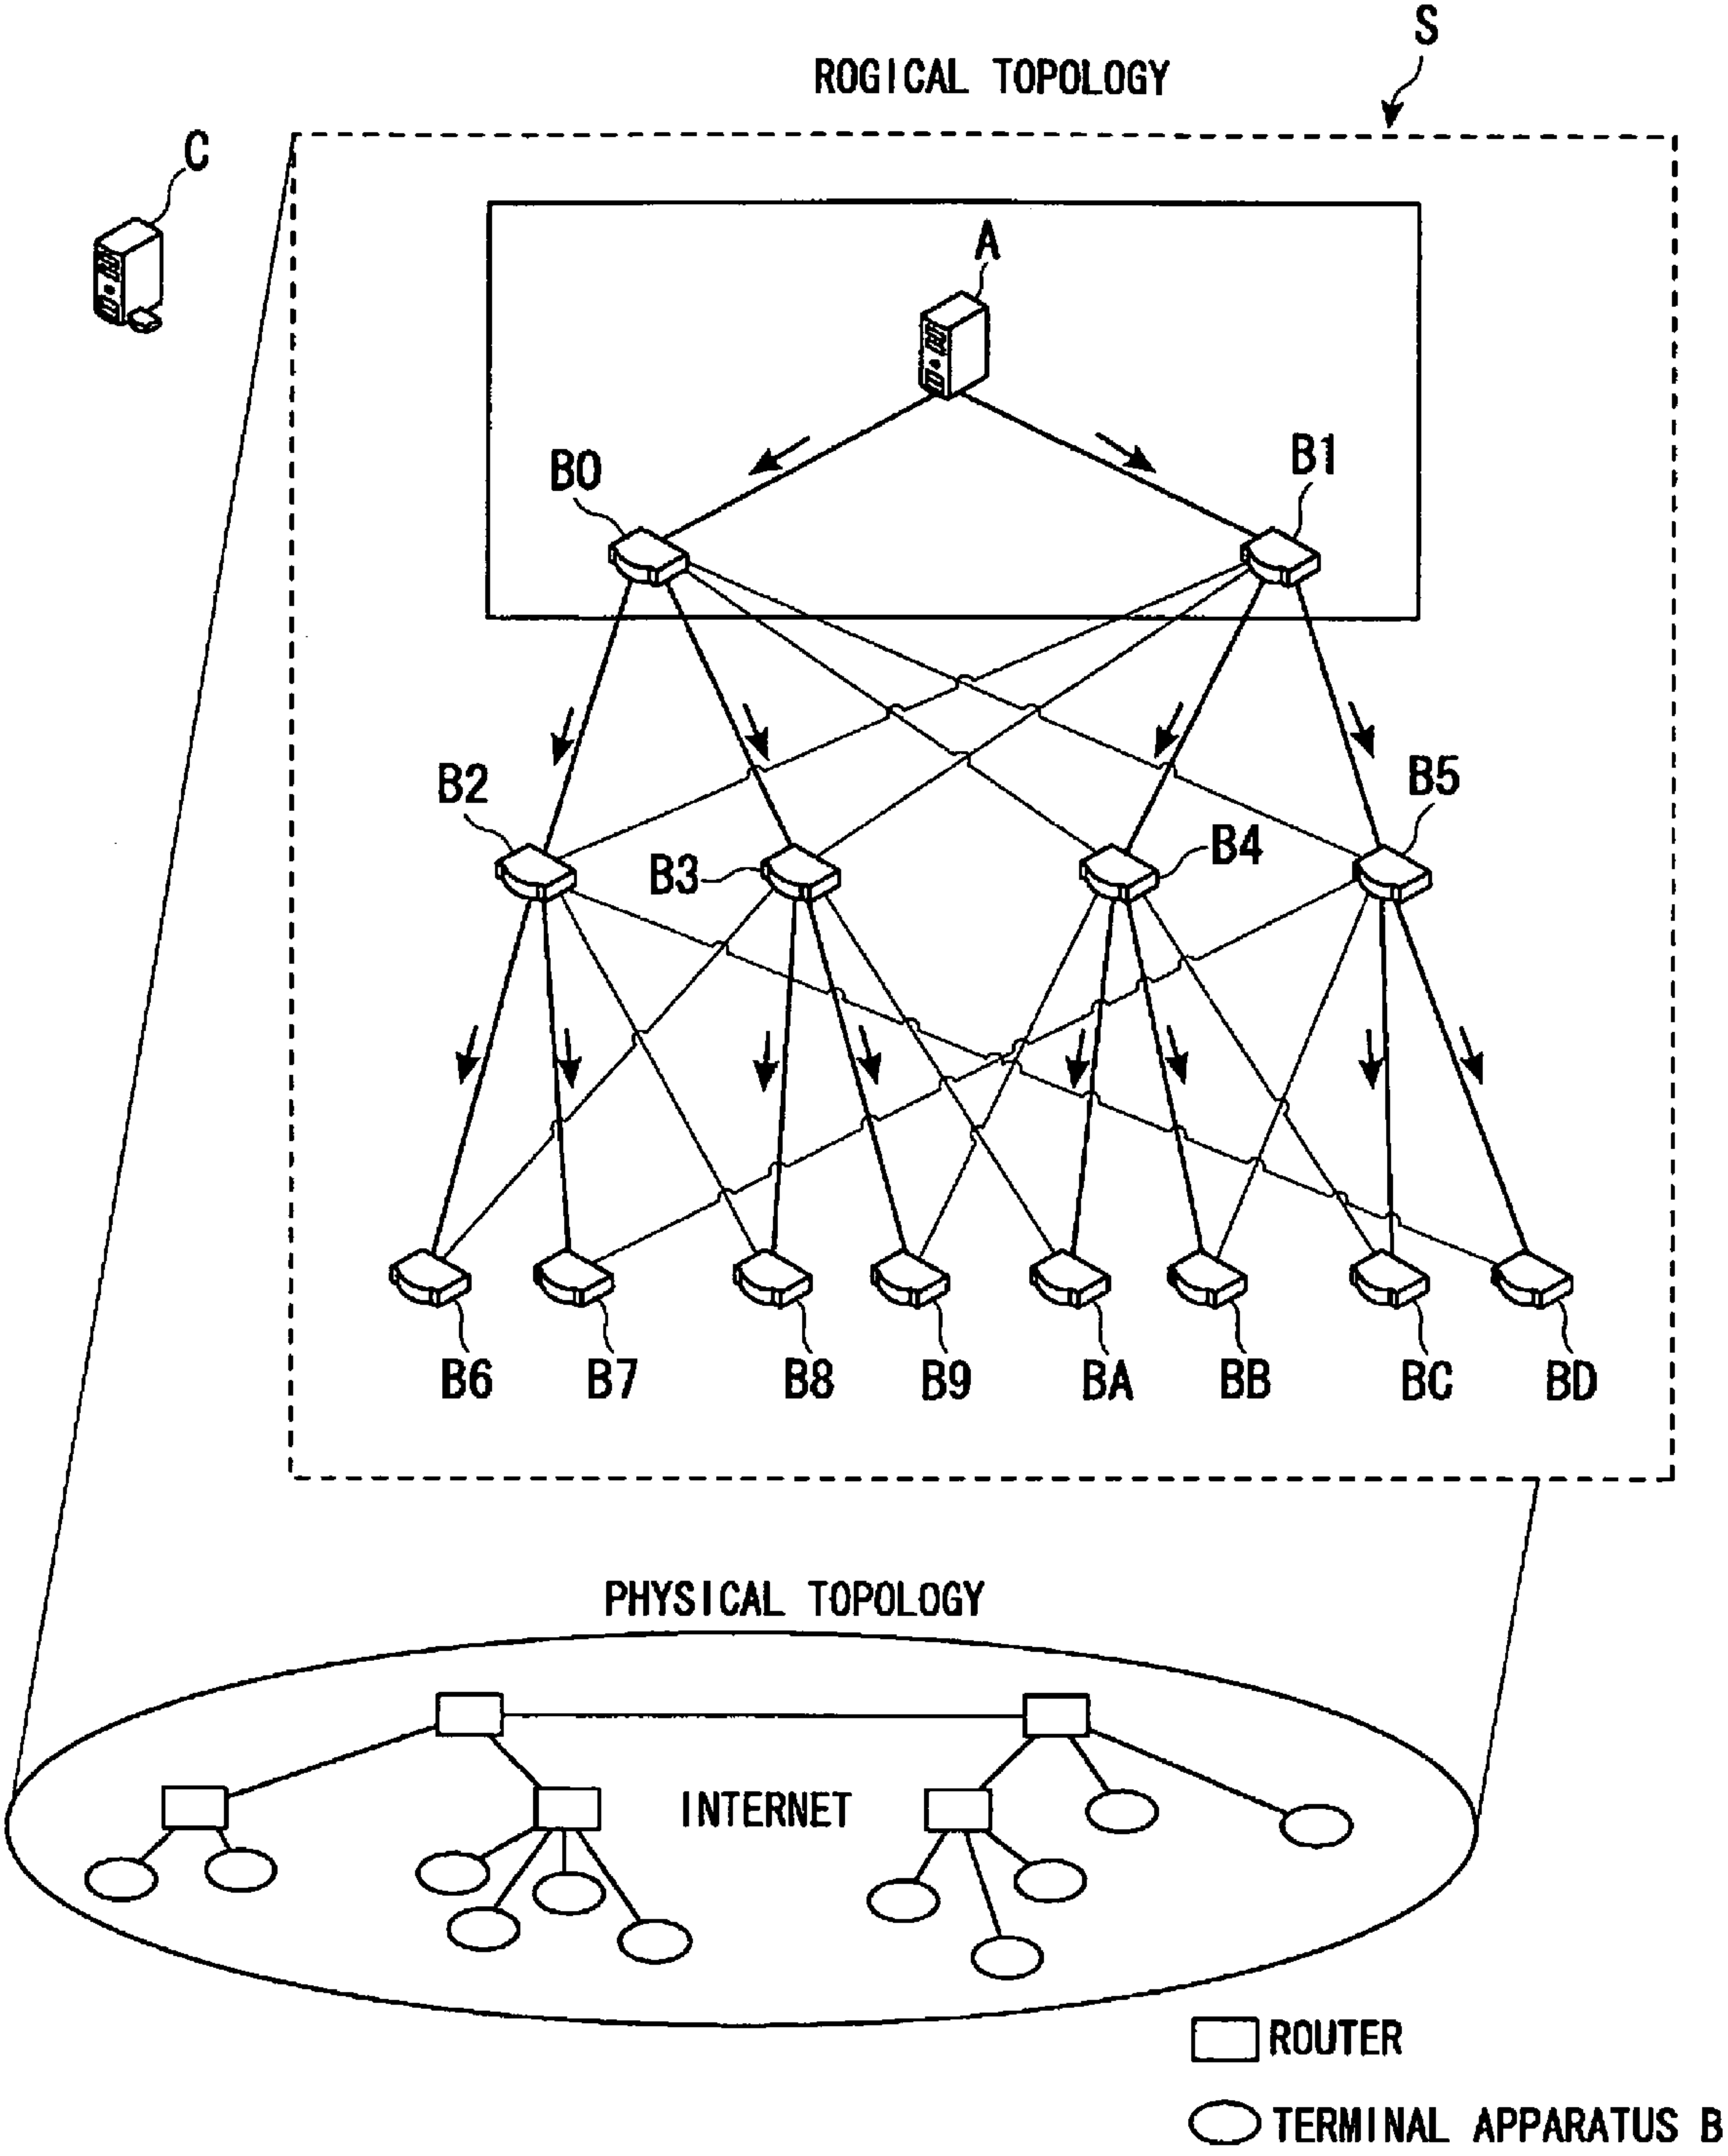 S
ROGICAL TOPOLOGY
C
A
B0
B1
B2
B3
B4
B5
B6
B7
B8
B9
BA
BB
BC
BD
PHYSICAL TOPOLOGY
INTERNET
ROUTER
TERMINAL APPARATUS B